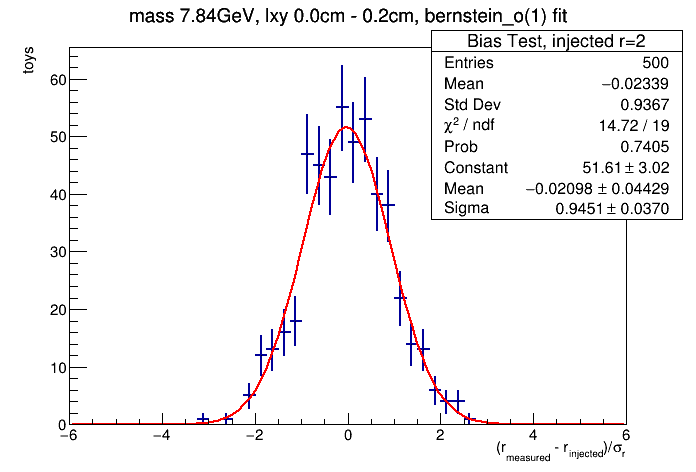 mass 7.84GeV, lxy 0.0cm - 0.2cm, bernstein_o(1) fit
toys
Bias Test, injected r=2
Entries 500
Mean −0.02339
Std Dev 0.9367
χ² / ndf 14.72 / 19
Prob 0.7405
Constant 51.61 ± 3.02
Mean −0.02098 ± 0.04429
Sigma 0.9451 ± 0.0370
60
50
40
30
20
10
0
−6 −4 −2 0 2 4 6
(r_measured - r_injected)/σ_r